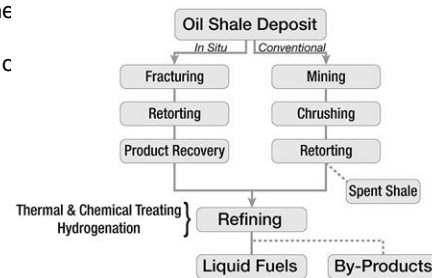 Oil Shale Deposit
In Situ Conventional
Fracturing Mining
Retorting Chrushing
Product Recovery Retorting
Spent Shale
Thermal & Chemical Treating
Hydrogenation
Refining
Liquid Fuels By-Products